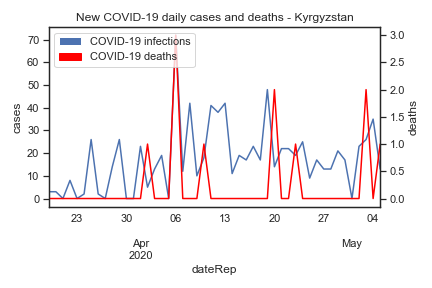 New COVID-19 daily cases and deaths - Kyrgyzstan
COVID-19 infections
COVID-19 deaths
cases
70
60
50
40
30
20
10
0
deaths
3.0
2.5
2.0
1.5
1.0
0.5
0.0
23 30 06 13 20 27 04
Apr May
2020
dateRep